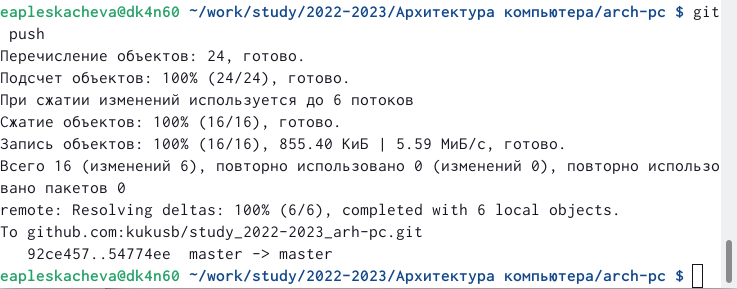 eapleskacheva@dk4n60 ~/work/study/2022-2023/Архитектура компьютера/arch-pc $ git
push
Перечисление объектов: 24, готово.
Подсчет объектов: 100% (24/24), готово.
При сжатии изменений используется до 6 потоков
Сжатие объектов: 100% (16/16), готово.
Запись объектов: 100% (16/16), 855.40 КиБ | 5.59 МиБ/с, готово.
Всего 16 (изменений 6), повторно использовано 0 (изменений 0), повторно использо
вано пакетов 0
remote: Resolving deltas: 100% (6/6), completed with 6 local objects.
To github.com:kukusb/study_2022-2023_arh-pc.git
   92ce457..54774ee  master -> master
eapleskacheva@dk4n60 ~/work/study/2022-2023/Архитектура компьютера/arch-pc $